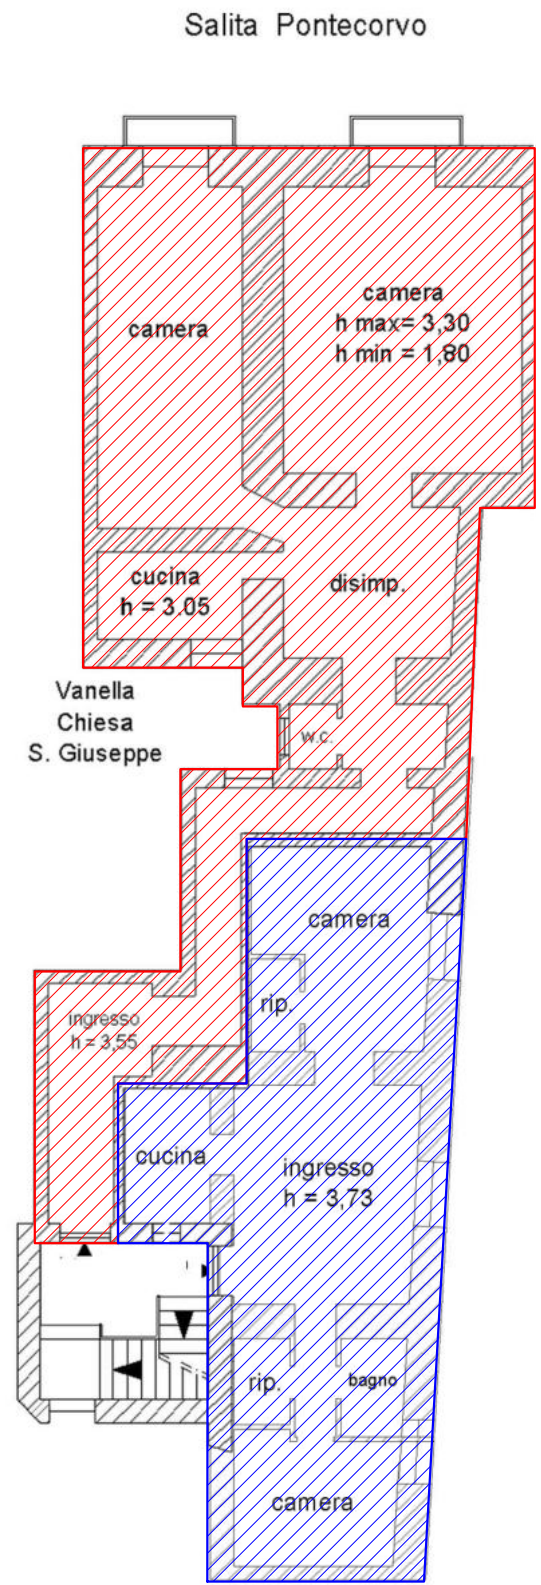 Salita Pontecorvo
camera
h max= 3,30
h min = 1,80
camera
cucina
h = 3.05
disimp.
Vanella
Chiesa
S. Giuseppe
w.c.
camera
rip.
ingresso
h = 3,55
cucina
ingresso
h = 3,73
rip.
bagno
camera